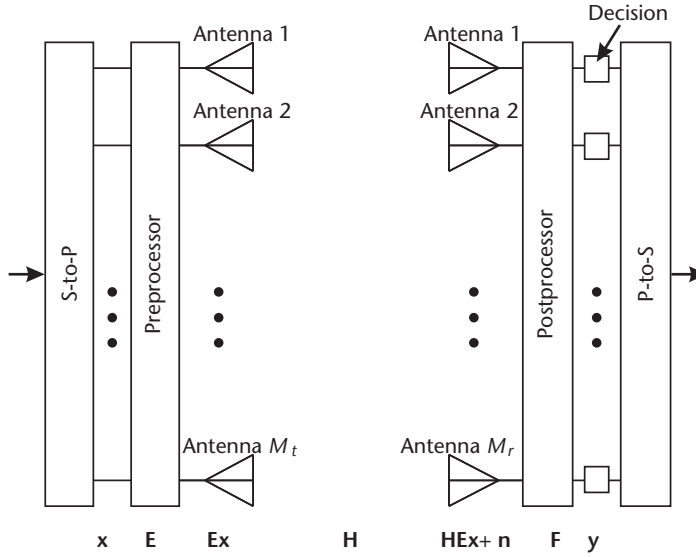 Decision
Antenna 1
Antenna 1
Antenna 2
Antenna 2
S-to-P
Preprocessor
Postprocessor
P-to-S
Antenna M_t
Antenna M_r
x E Ex H HEx+ n F y